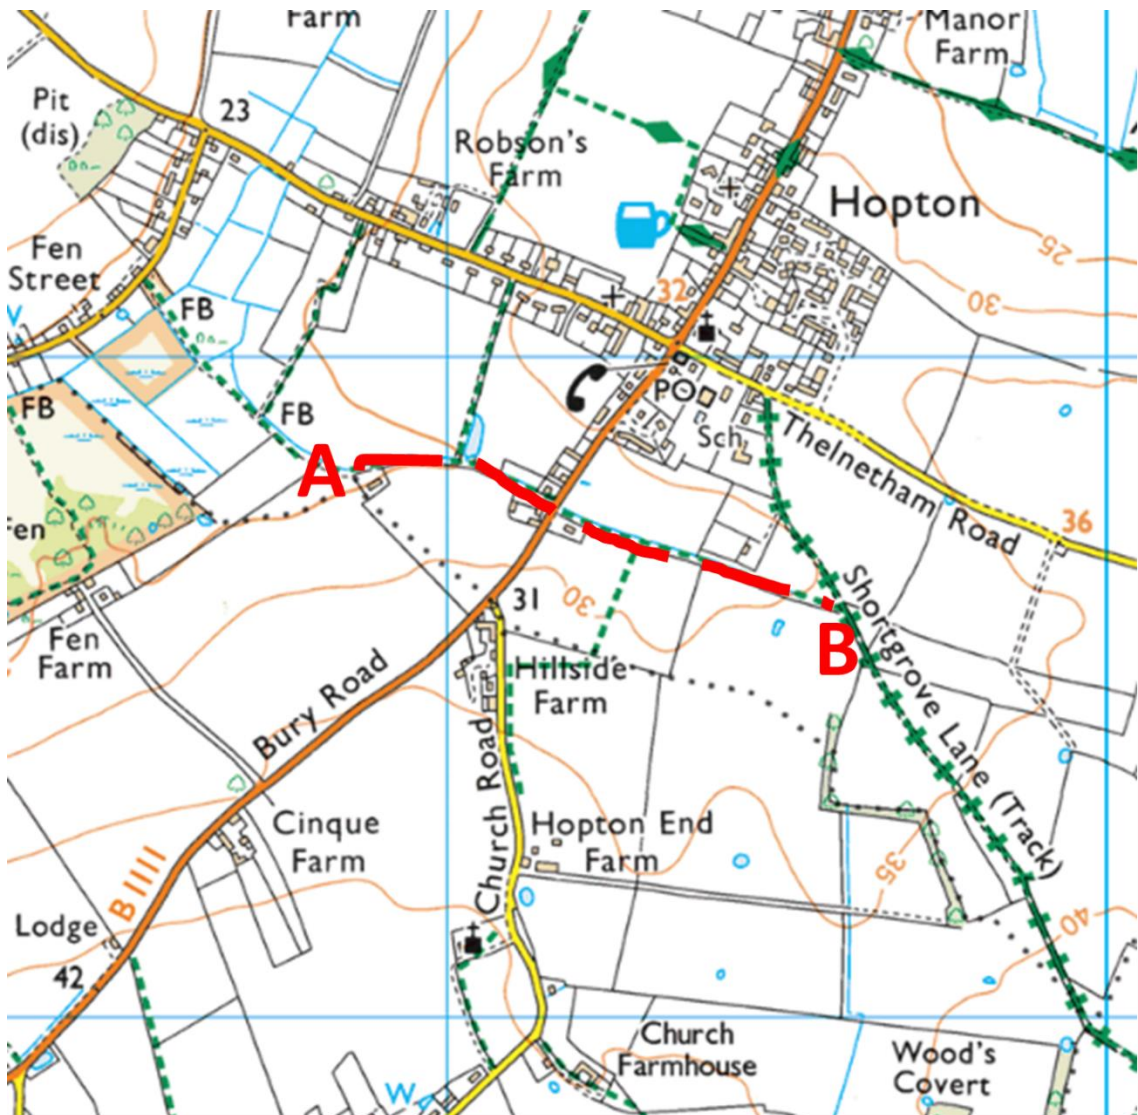 Farm
Manor
Farm
Pit
(dis)
23
Robson's
Farm
Hopton
25
30
Fen
Street
FB
32
FB
FB
PO
Sch
Thelnetham Road
36
A
Fen
31
30
Shortgrove Lane (Track)
B
Fen
Farm
Hillside
Farm
Bury Road
Church Road
Cinque
Farm
Hopton End
Farm
35
B 1111
Lodge
40
42
Church
Farmhouse
Wood's
Covert
W